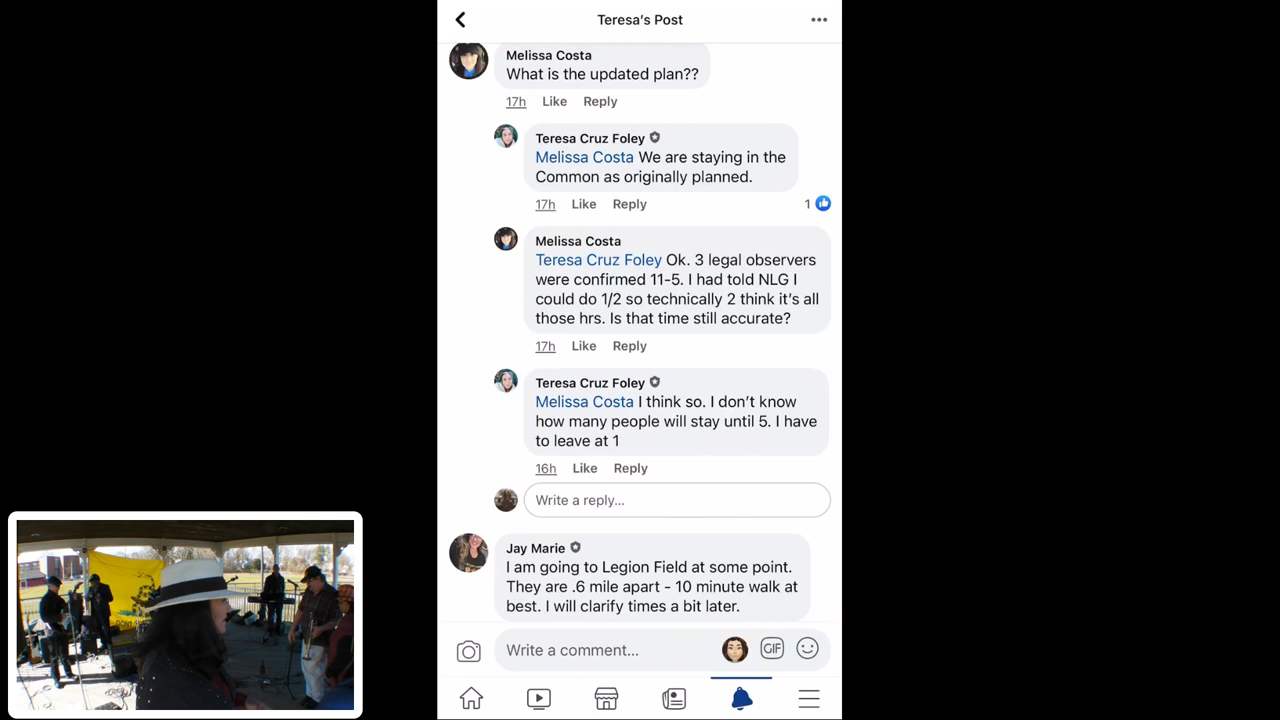 Teresa's Post
Melissa Costa
What is the updated plan??
17h Like Reply
Teresa Cruz Foley
Melissa Costa We are staying in the
Common as originally planned.
17h Like Reply 1
Melissa Costa
Teresa Cruz Foley Ok. 3 legal observers
were confirmed 11-5. I had told NLG I
could do 1/2 so technically 2 think it's all
those hrs. Is that time still accurate?
17h Like Reply
Teresa Cruz Foley
Melissa Costa I think so. I don't know
how many people will stay until 5. I have
to leave at 1
16h Like Reply
Write a reply...
Jay Marie
I am going to Legion Field at some point.
They are .6 mile apart - 10 minute walk at
best. I will clarify times a bit later.
Write a comment...
GIF